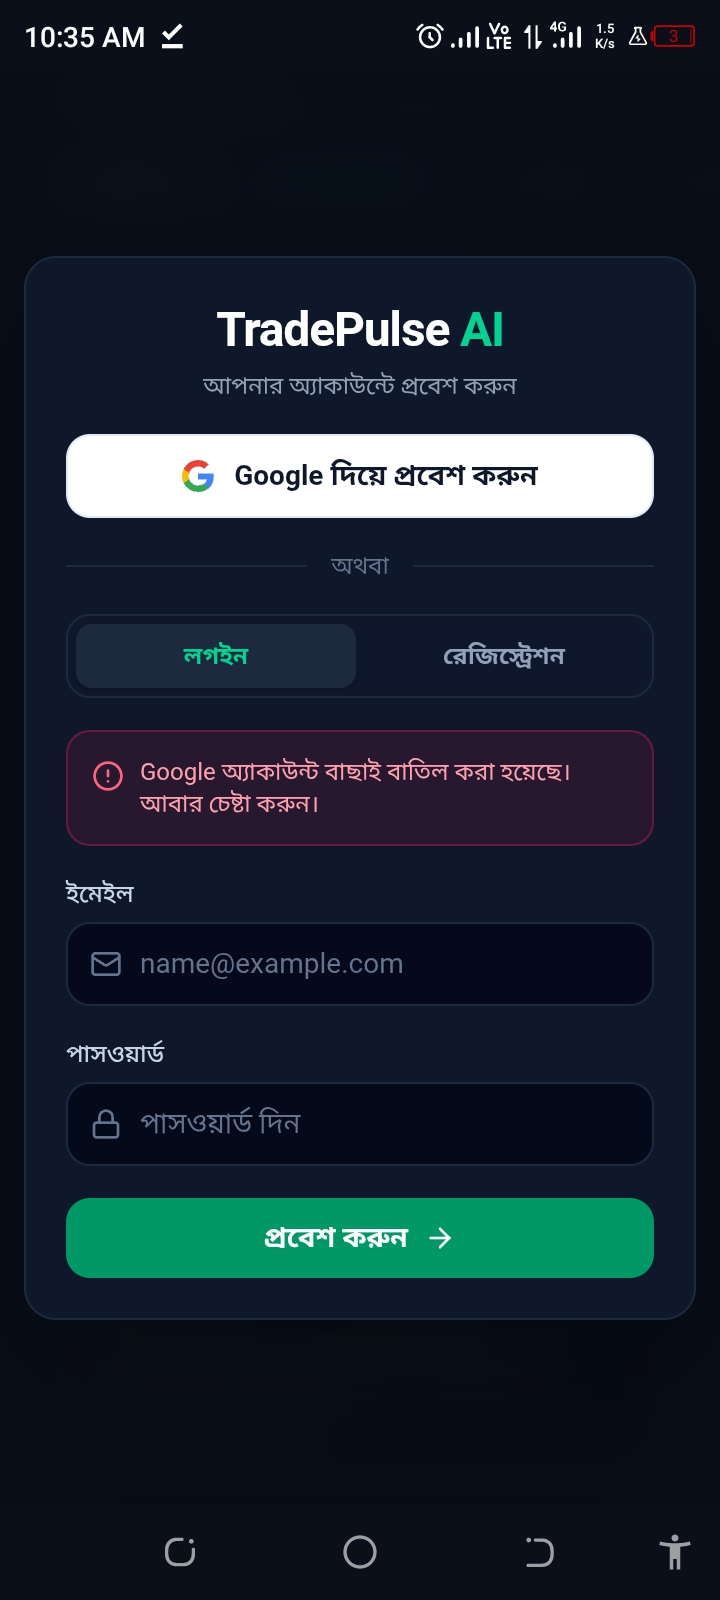 10:35 AM
Vo LTE 4G 1.5 K/s 3
TradePulse AI
আপনার অ্যাকাউন্টে প্রবেশ করুন
Google দিয়ে প্রবেশ করুন
অথবা
লগইন রেজিস্ট্রেশন
Google অ্যাকাউন্ট বাছাই বাতিল করা হয়েছে।
আবার চেষ্টা করুন।
ইমেইল
name@example.com
পাসওয়ার্ড
পাসওয়ার্ড দিন
প্রবেশ করুন